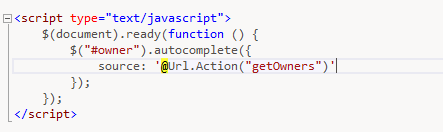 <script type="text/javascript">
$(document).ready(function () {
$("#owner").autocomplete({
source: '@Url.Action("getOwners")'
});
});
</script>